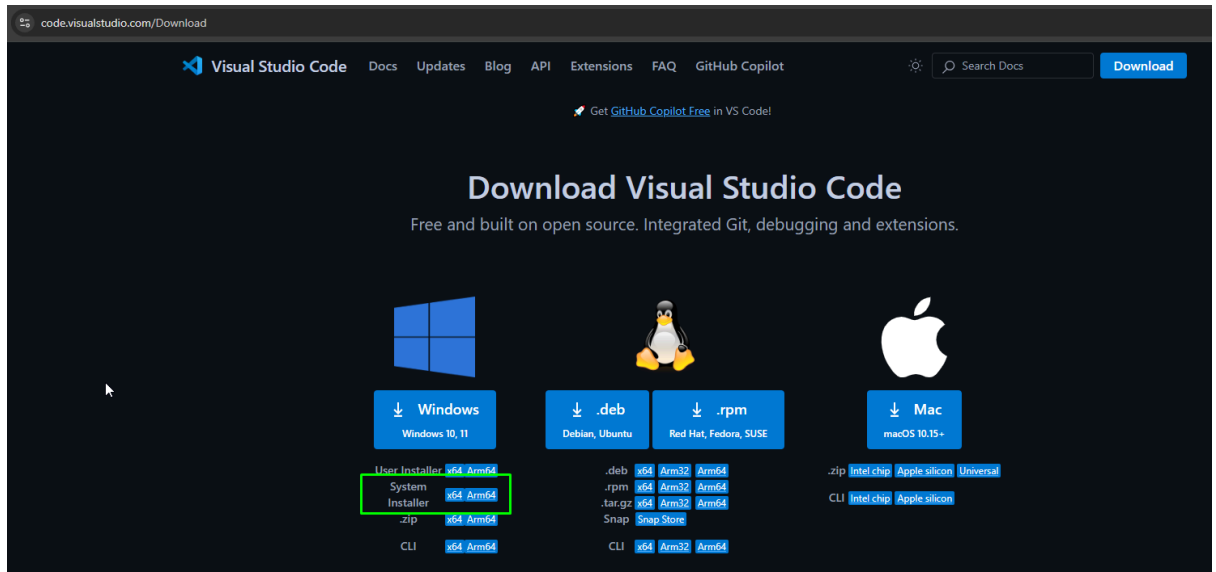 code.visualstudio.com/Download
Visual Studio Code Docs Updates Blog API Extensions FAQ GitHub Copilot Search Docs Download
Get GitHub Copilot Free in VS Code!
Download Visual Studio Code
Free and built on open source. Integrated Git, debugging and extensions.
Windows
Windows 10, 11
User Installer x64 Arm64
System
Installer x64 Arm64
.zip x64 Arm64
CLI x64 Arm64
.deb
Debian, Ubuntu
.rpm
Red Hat, Fedora, SUSE
.deb x64 Arm32 Arm64
.rpm x64 Arm32 Arm64
.tar.gz x64 Arm32 Arm64
Snap Snap Store
CLI x64 Arm32 Arm64
Mac
macOS 10.15+
.zip Intel chip Apple silicon Universal
CLI Intel chip Apple silicon